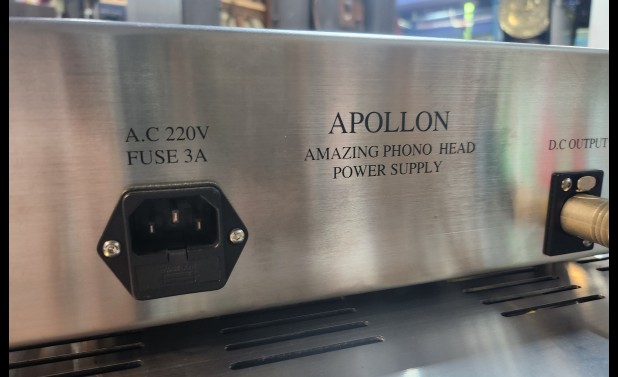 A.C 220V
FUSE 3A
APOLLON
AMAZING PHONO HEAD
POWER SUPPLY
D.C OUTPUT